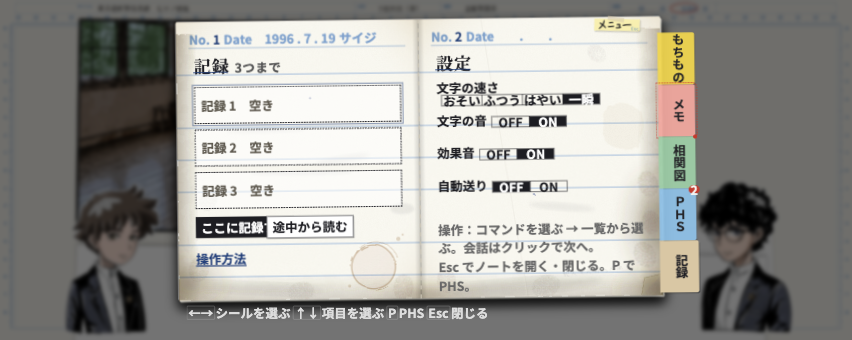 No. 1 Date 1996.7.19 サイジ
記録 3つまで
記録 1 空き
記録 2 空き
記録 3 空き
ここに記録
途中から読む
操作方法
No. 2 Date . .
メニュー
設定
文字の速さ
おそい ふつう はやい 一瞬
文字の音 OFF ON
効果音 OFF ON
自動送り OFF ON
操作：コマンドを選ぶ → 一覧から選
ぶ。会話はクリックで次へ。
Esc でノートを開く・閉じる。P で
PHS。
もちもの
メモ
相関図
2
PHS
記録
←→ シールを選ぶ ↑↓ 項目を選ぶ P PHS Esc 閉じる